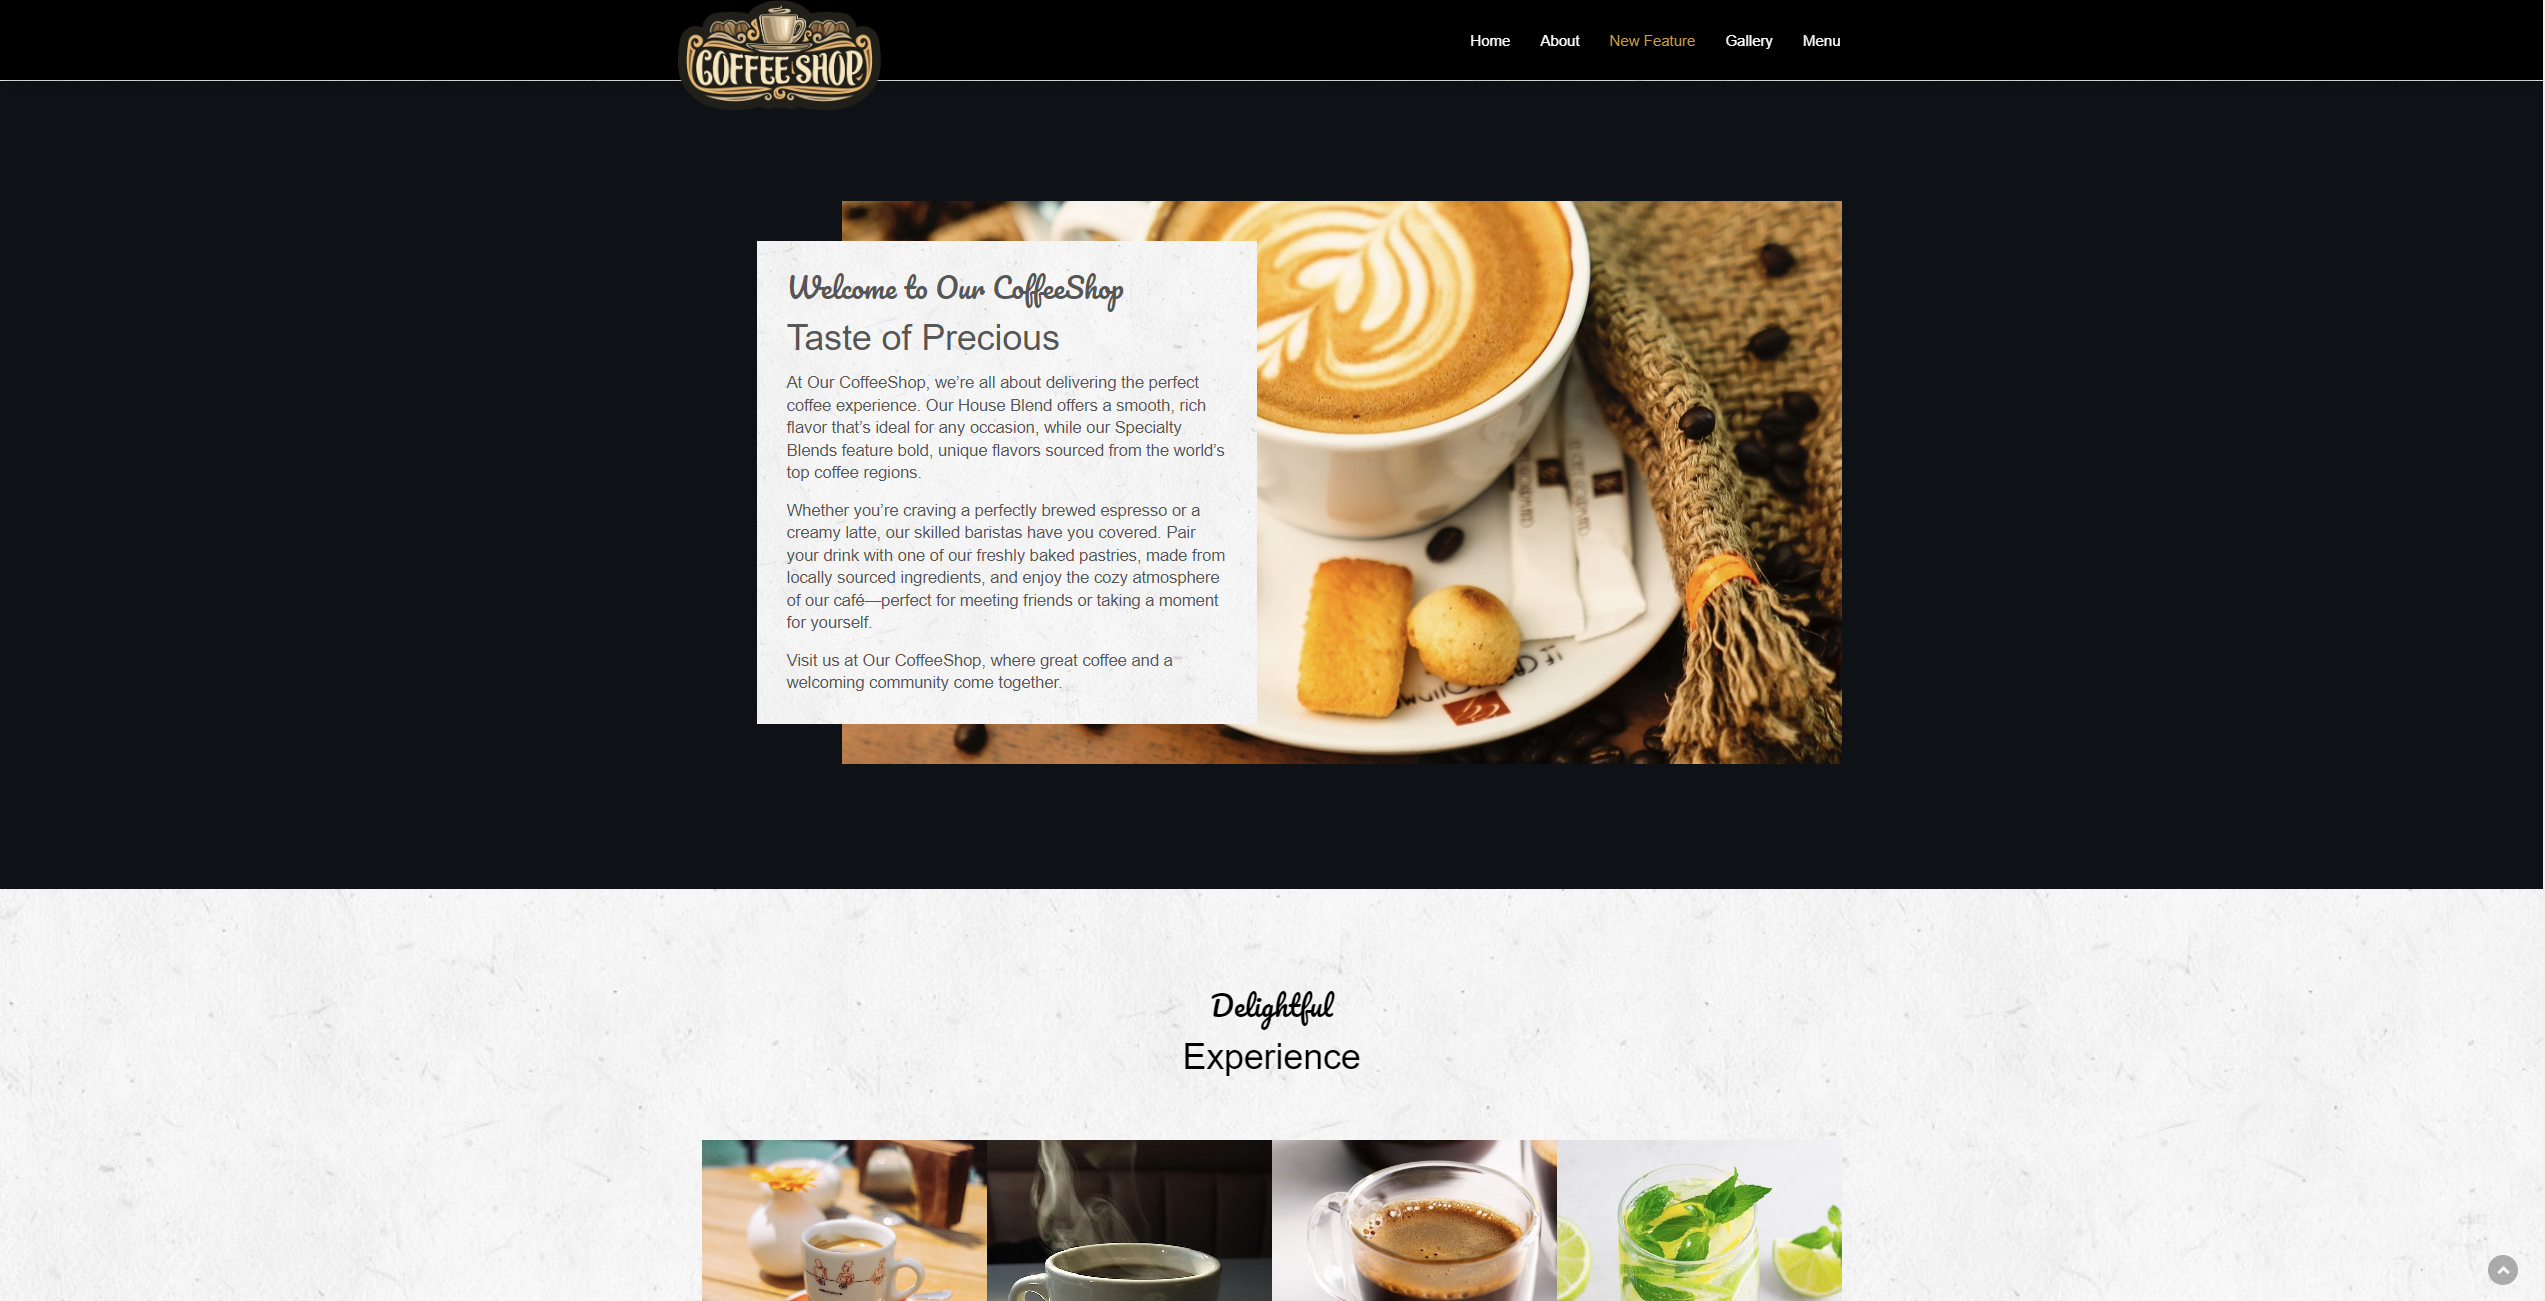 COFFEE SHOP
Home About New Feature Gallery Menu
Welcome to Our CoffeeShop
Taste of Precious
At Our CoffeeShop, we’re all about delivering the perfect
coffee experience. Our House Blend offers a smooth, rich
flavor that’s ideal for any occasion, while our Specialty
Blends feature bold, unique flavors sourced from the world’s
top coffee regions.
Whether you’re craving a perfectly brewed espresso or a
creamy latte, our skilled baristas have you covered. Pair
your drink with one of our freshly baked pastries, made from
locally sourced ingredients, and enjoy the cozy atmosphere
of our café—perfect for meeting friends or taking a moment
for yourself.
Visit us at Our CoffeeShop, where great coffee and a
welcoming community come together.
Delightful
Experience